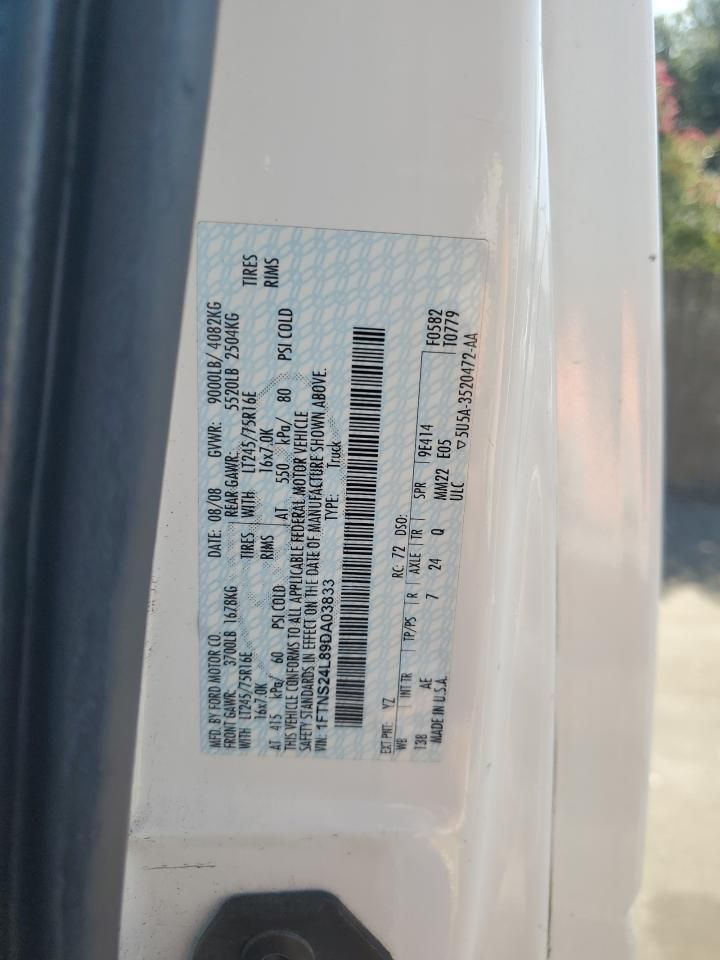 MFD. BY FORD MOTOR CO. DATE: 08/08 GVWR: 9000LB/ 4082KG
FRONT GAWR: 3700LB 1678KG REAR GAWR: 5520LB 2504KG
WITH LT245/75R16E TIRES WITH LT245/75R16E TIRES
16x7.0K RIMS 16x7.0K RIMS
AT 415 kPa/ 60 PSI COLD AT 550 kPa/ 80 PSI COLD
THIS VEHICLE CONFORMS TO ALL APPLICABLE FEDERAL MOTOR VEHICLE
SAFETY STANDARDS IN EFFECT ON THE DATE OF MANUFACTURE SHOWN ABOVE.
VIN: 1FTNS24L89DA03833 TYPE: Truck
EXT PNT: YZ RC: 72 DSO: F0582
WB INT TR TP/PS R AXLE TR SPR 9E414 T0779
138 AE 7 24 Q MM22 E05
MADE IN U.S.A. ULC ▽5U5A-3520472-AA